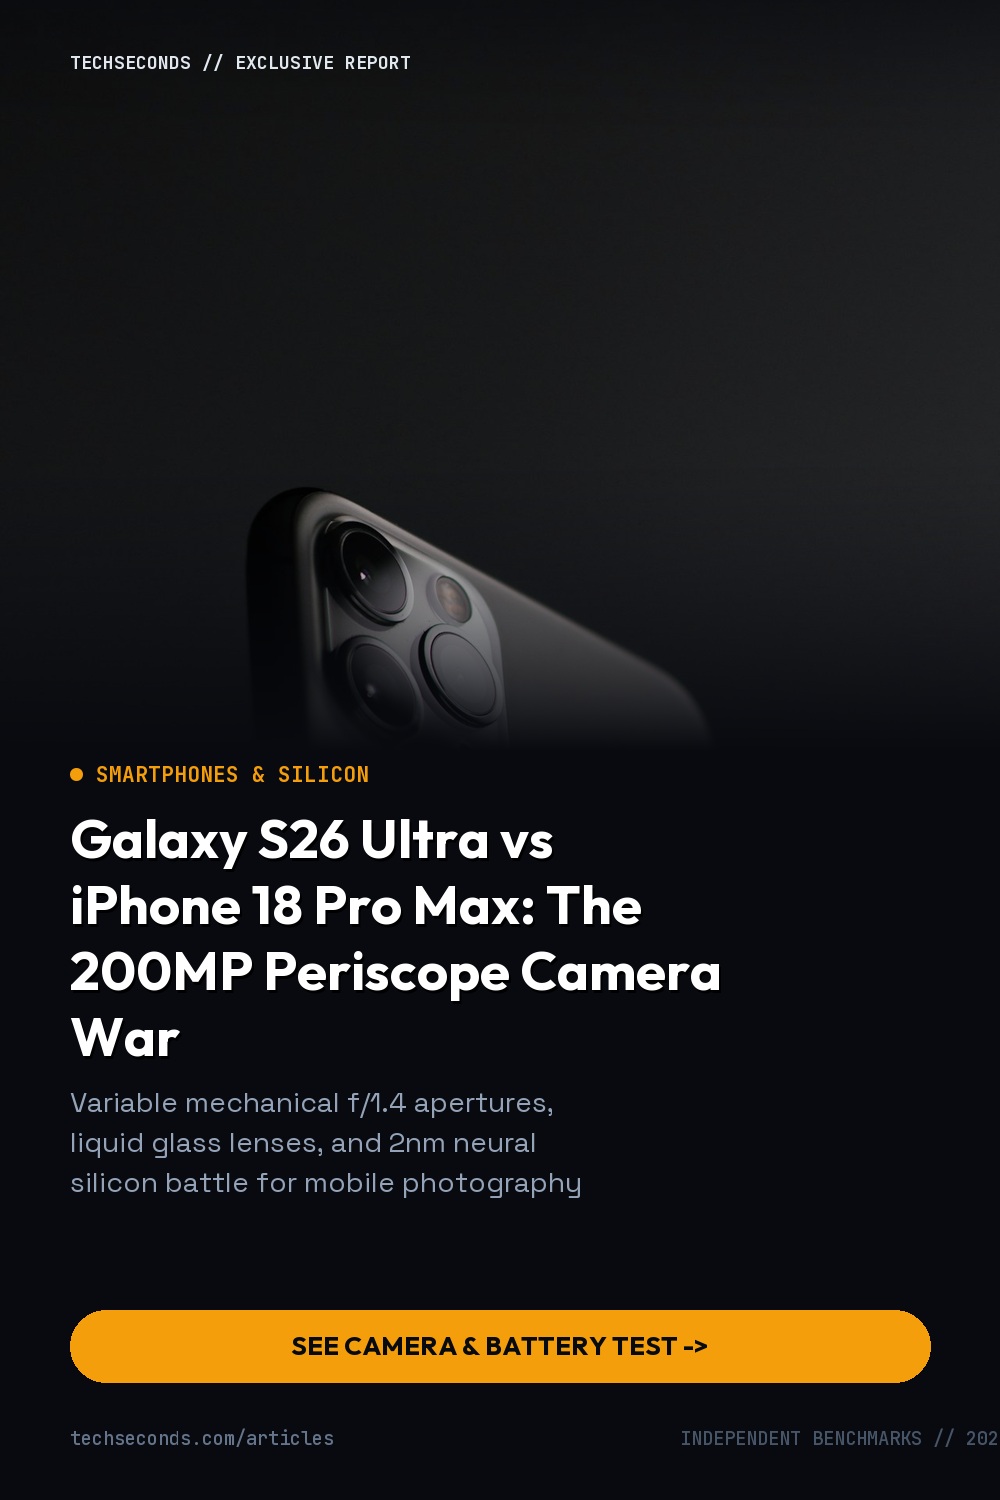 TECHSECONDS // EXCLUSIVE REPORT
SMARTPHONES & SILICON
Galaxy S26 Ultra vs
iPhone 18 Pro Max: The
200MP Periscope Camera
War
Variable mechanical f/1.4 apertures,
liquid glass lenses, and 2nm neural
silicon battle for mobile photography
SEE CAMERA & BATTERY TEST ->
techseconds.com/articles
INDEPENDENT BENCHMARKS // 202